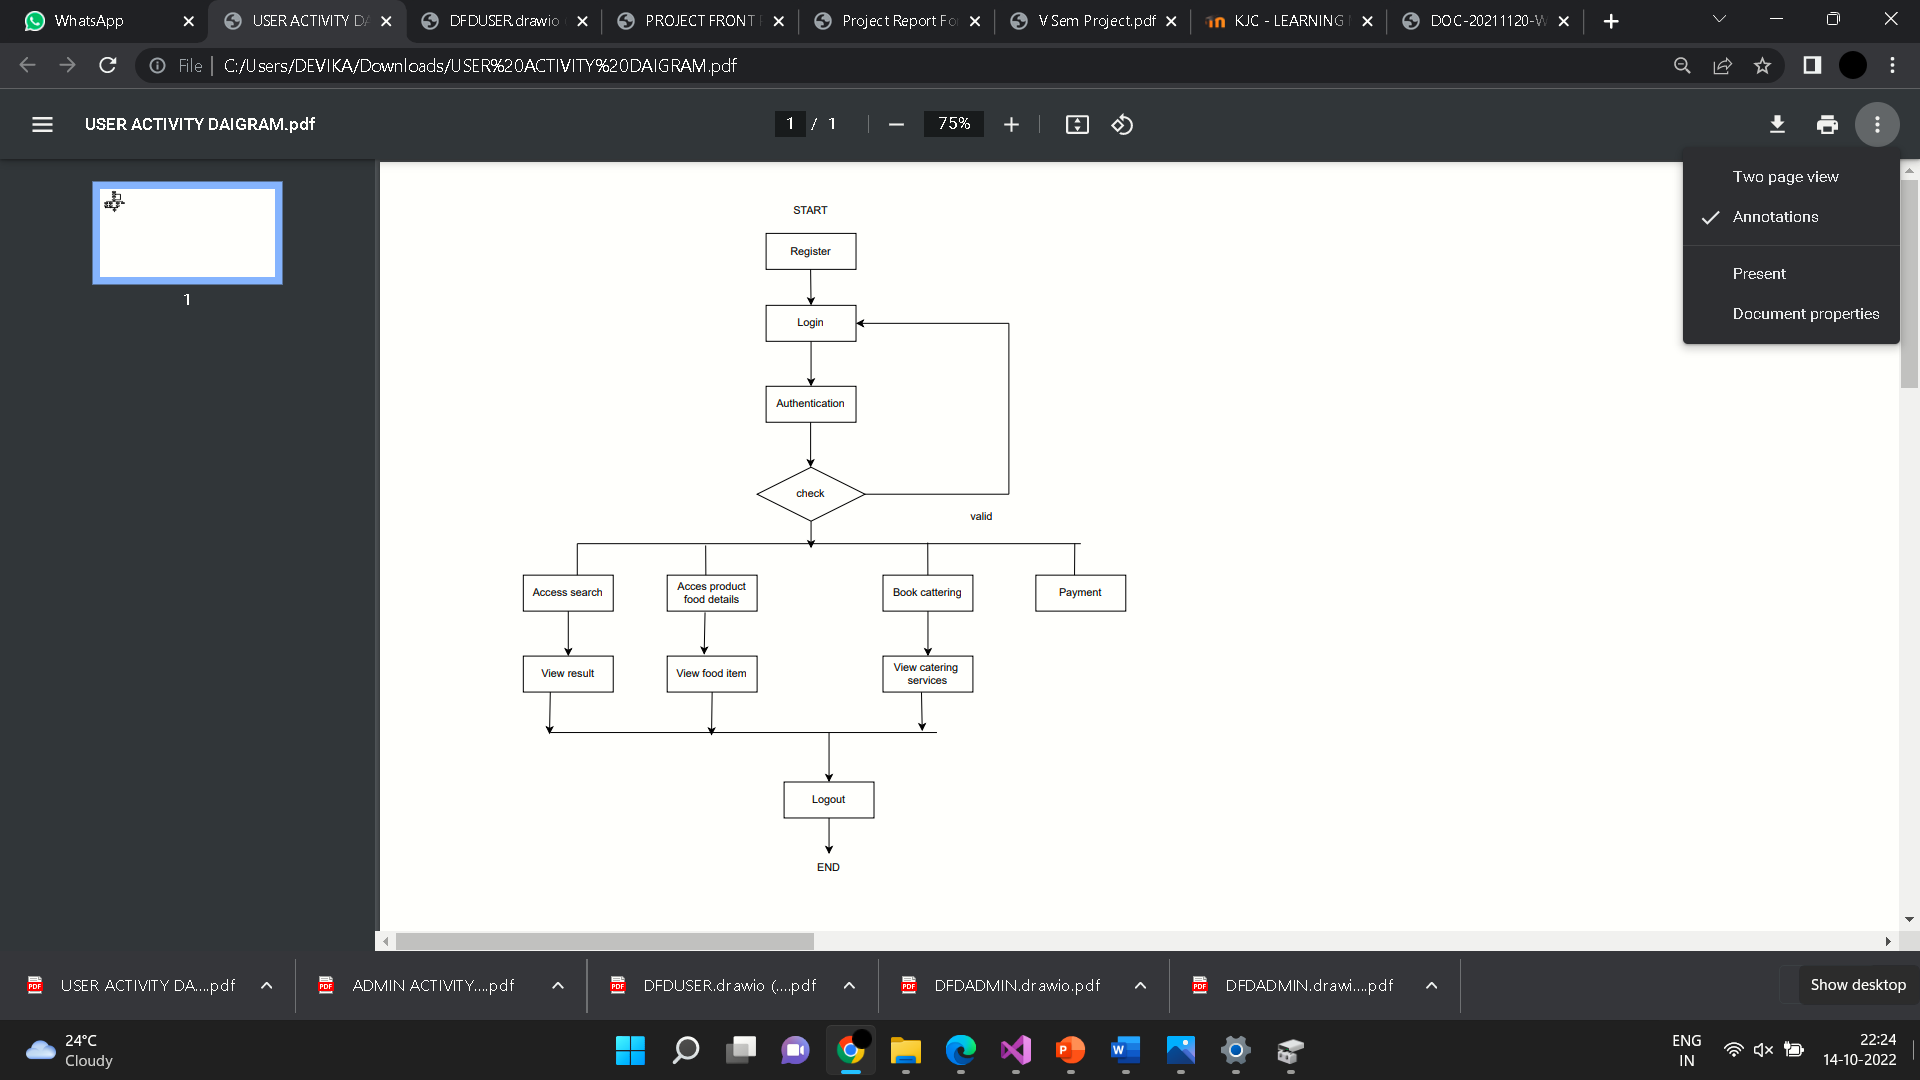 WhatsApp
USER ACTIVITY DA
DFDUSER.drawio
PROJECT FRONT
Project Report Fo
V Sem Project.pdf
KJC - LEARNING
DOC-20211120-W
File
C:/Users/DEVIKA/Downloads/USER%20ACTIVITY%20DAIGRAM.pdf
USER ACTIVITY DAIGRAM.pdf
1 / 1
75%
Two page view
Annotations
Present
Document properties
1
START
Register
Login
Authentication
check
valid
Access search
Acces product
food details
Book cattering
Payment
View result
View food item
View catering
services
Logout
END
USER ACTIVITY DA....pdf
ADMIN ACTIVITY....pdf
DFDUSER.drawio (....pdf
DFDADMIN.drawio.pdf
DFDADMIN.drawi....pdf
Show desktop
24°C
Cloudy
ENG
IN
22:24
14-10-2022